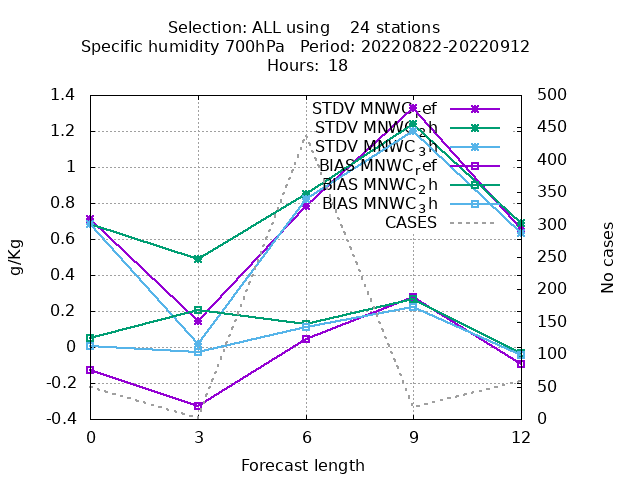 Selection: ALL using    24 stations
Specific humidity 700hPa   Period: 20220822-20220912
Hours: 18
STDV MNWC_ref
STDV MNWC_2h
STDV MNWC_3h
BIAS MNWC_ref
BIAS MNWC_2h
BIAS MNWC_3h
CASES
1.4
1.2
1
0.8
0.6
0.4
0.2
0
-0.2
-0.4
g/Kg
500
450
400
350
300
250
200
150
100
50
0
No cases
0 3 6 9 12
Forecast length